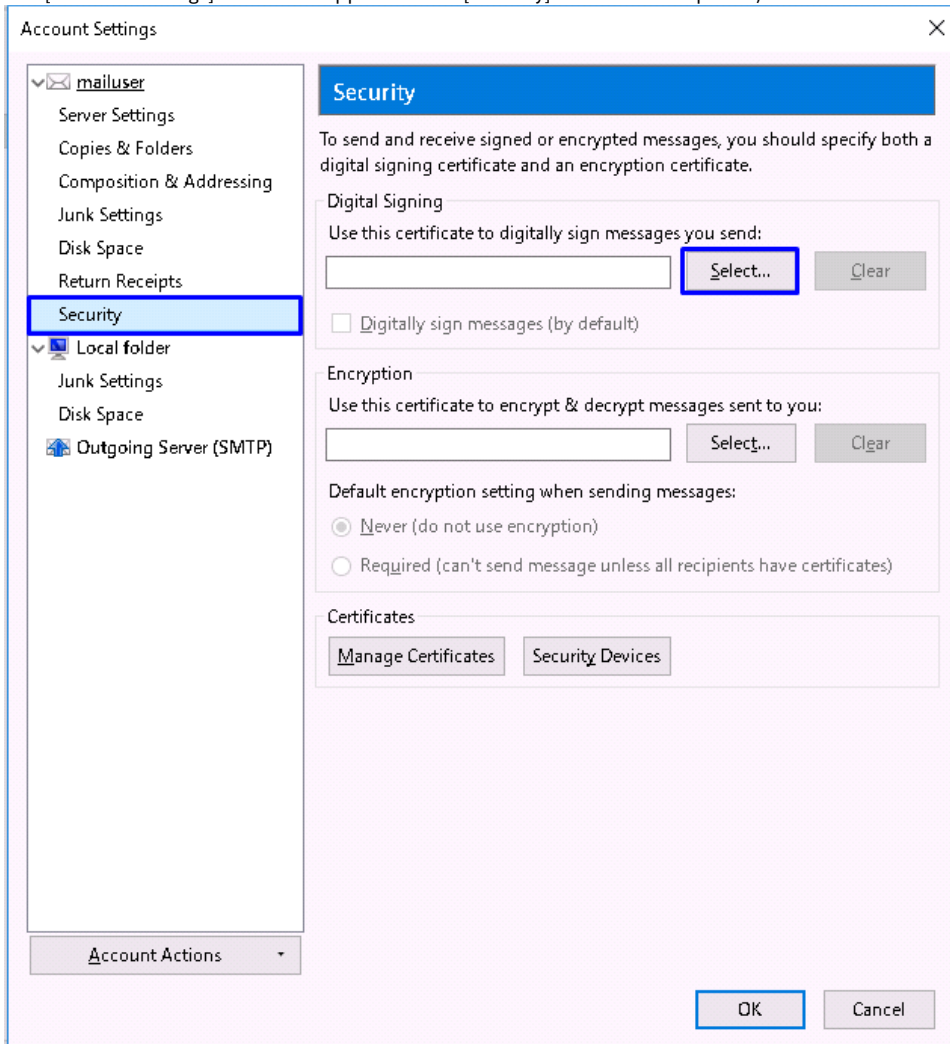 Account Settings
mailuser
Server Settings
Copies & Folders
Composition & Addressing
Junk Settings
Disk Space
Return Receipts
Security
Local folder
Junk Settings
Disk Space
Outgoing Server (SMTP)
Account Actions
Security
To send and receive signed or encrypted messages, you should specify both a
digital signing certificate and an encryption certificate.
Digital Signing
Use this certificate to digitally sign messages you send:
Select... Clear
Digitally sign messages (by default)
Encryption
Use this certificate to encrypt & decrypt messages sent to you:
Select... Clear
Default encryption setting when sending messages:
Never (do not use encryption)
Required (can't send message unless all recipients have certificates)
Certificates
Manage Certificates Security Devices
OK Cancel